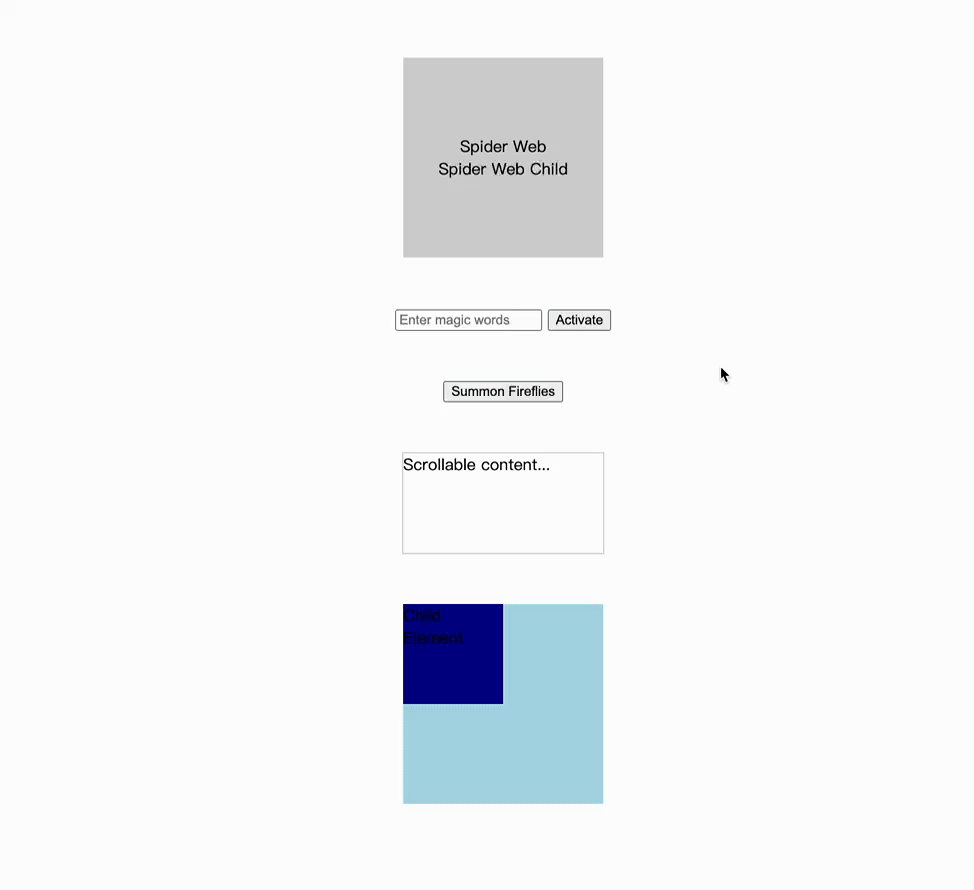 Spider Web
Spider Web Child
Enter magic words
Activate
Summon Fireflies
Scrollable content...
Child
Element